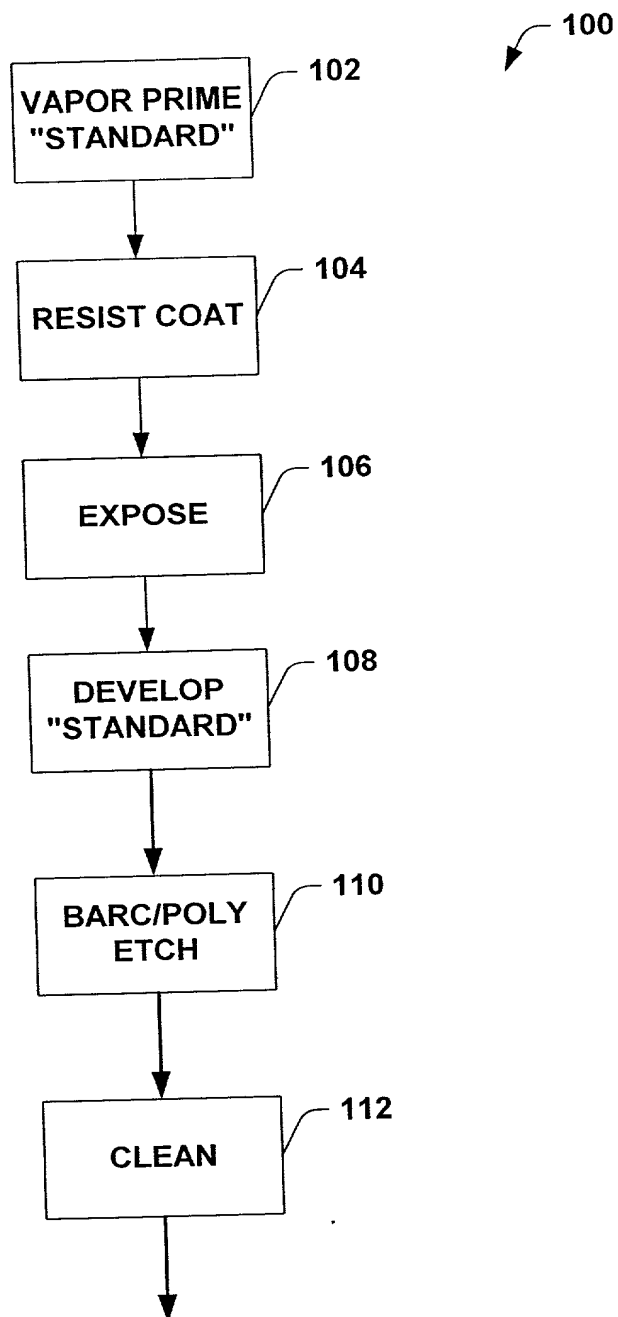 100
102
VAPOR PRIME
"STANDARD"
104
RESIST COAT
106
EXPOSE
108
DEVELOP
"STANDARD"
110
BARC/POLY
ETCH
112
CLEAN